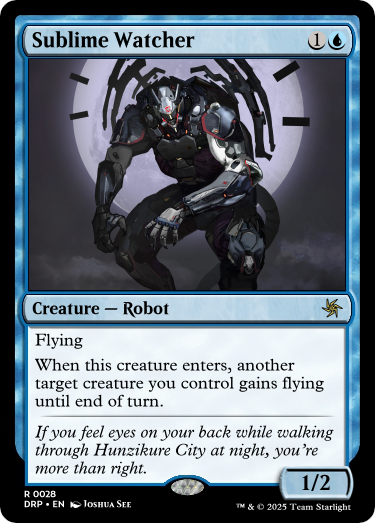 Sublime Watcher
1
Creature — Robot
Flying
When this creature enters, another
target creature you control gains flying
until end of turn.
If you feel eyes on your back while walking
through Hunzikure City at night, you're
more than right.
1/2
R 0028
DRP • EN Joshua See
™ & © 2025 Team Starlight